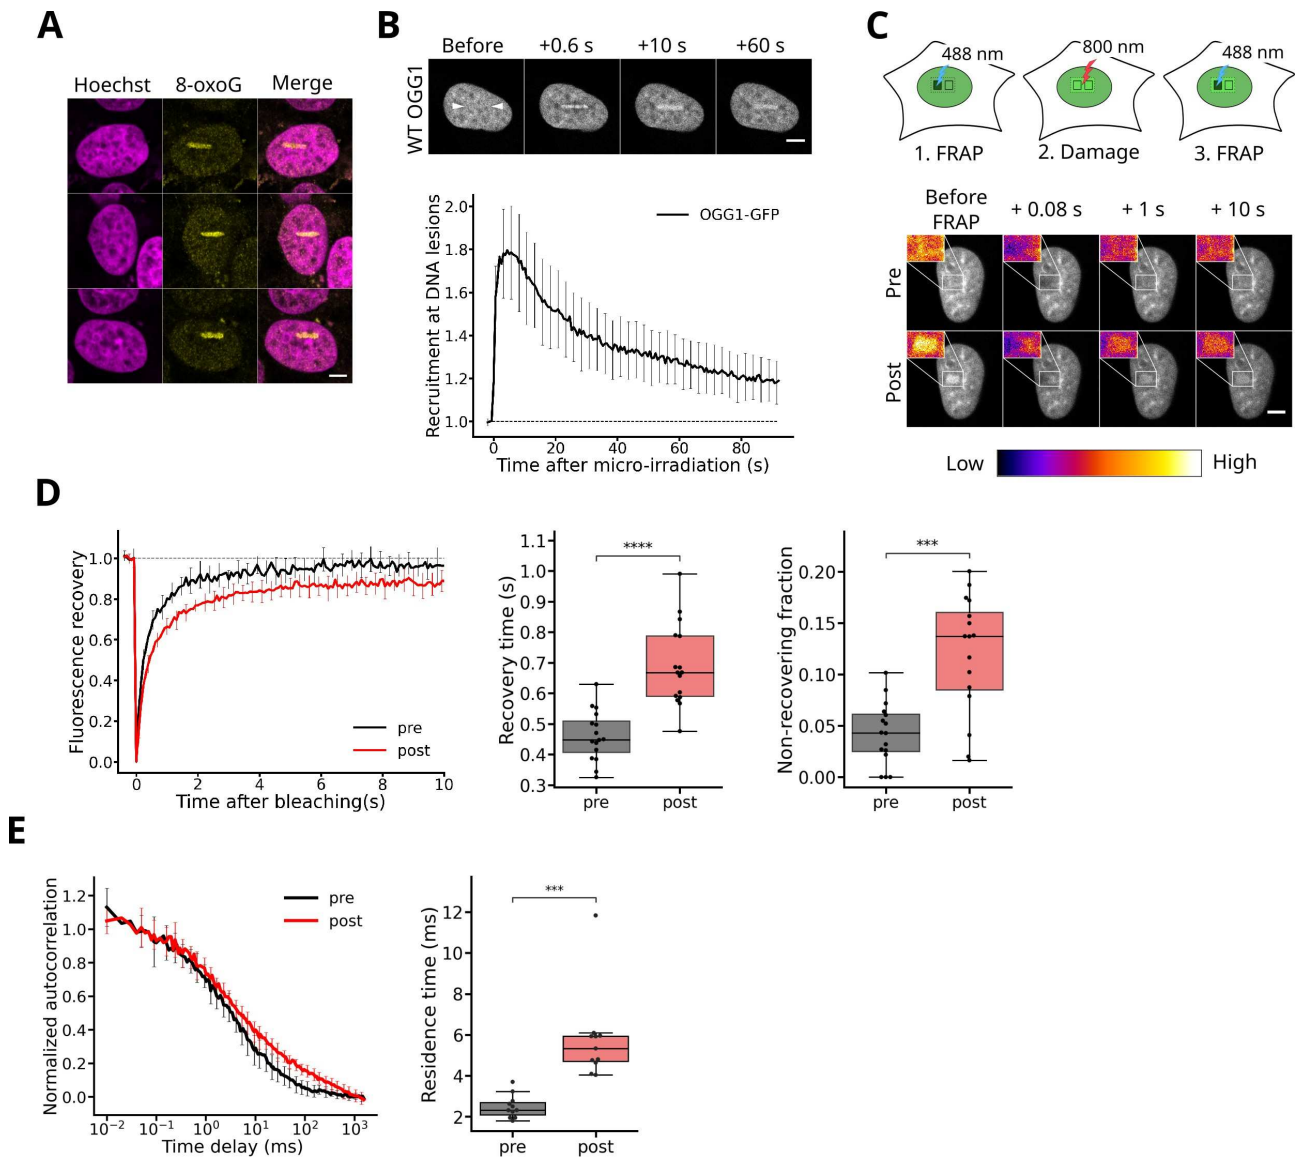 A
Hoechst 8-oxoG Merge
B
Before +0.6 s +10 s +60 s
WT OGG1
Recruitment at DNA lesions
2.0
1.8
1.6
1.4
1.2
1.0
OGG1-GFP
0 20 40 60 80
Time after micro-irradiation (s)
C
488 nm 800 nm 488 nm
1. FRAP 2. Damage 3. FRAP
Before FRAP + 0.08 s + 1 s + 10 s
Pre
Post
Low High
D
Fluorescence recovery
1.0
0.8
0.6
0.4
0.2
0.0
pre
post
0 2 4 6 8 10
Time after bleaching(s)
Recovery time (s)
1.1
1.0
0.9
0.8
0.7
0.6
0.5
0.4
0.3
****
pre post
Non-recovering fraction
0.20
0.15
0.10
0.05
0.00
***
pre post
E
Normalized autocorrelation
1.2
1.0
0.8
0.6
0.4
0.2
0.0
pre
post
10⁻² 10⁻¹ 10⁰ 10¹ 10² 10³
Time delay (ms)
Residence time (ms)
12
10
8
6
4
2
***
pre post